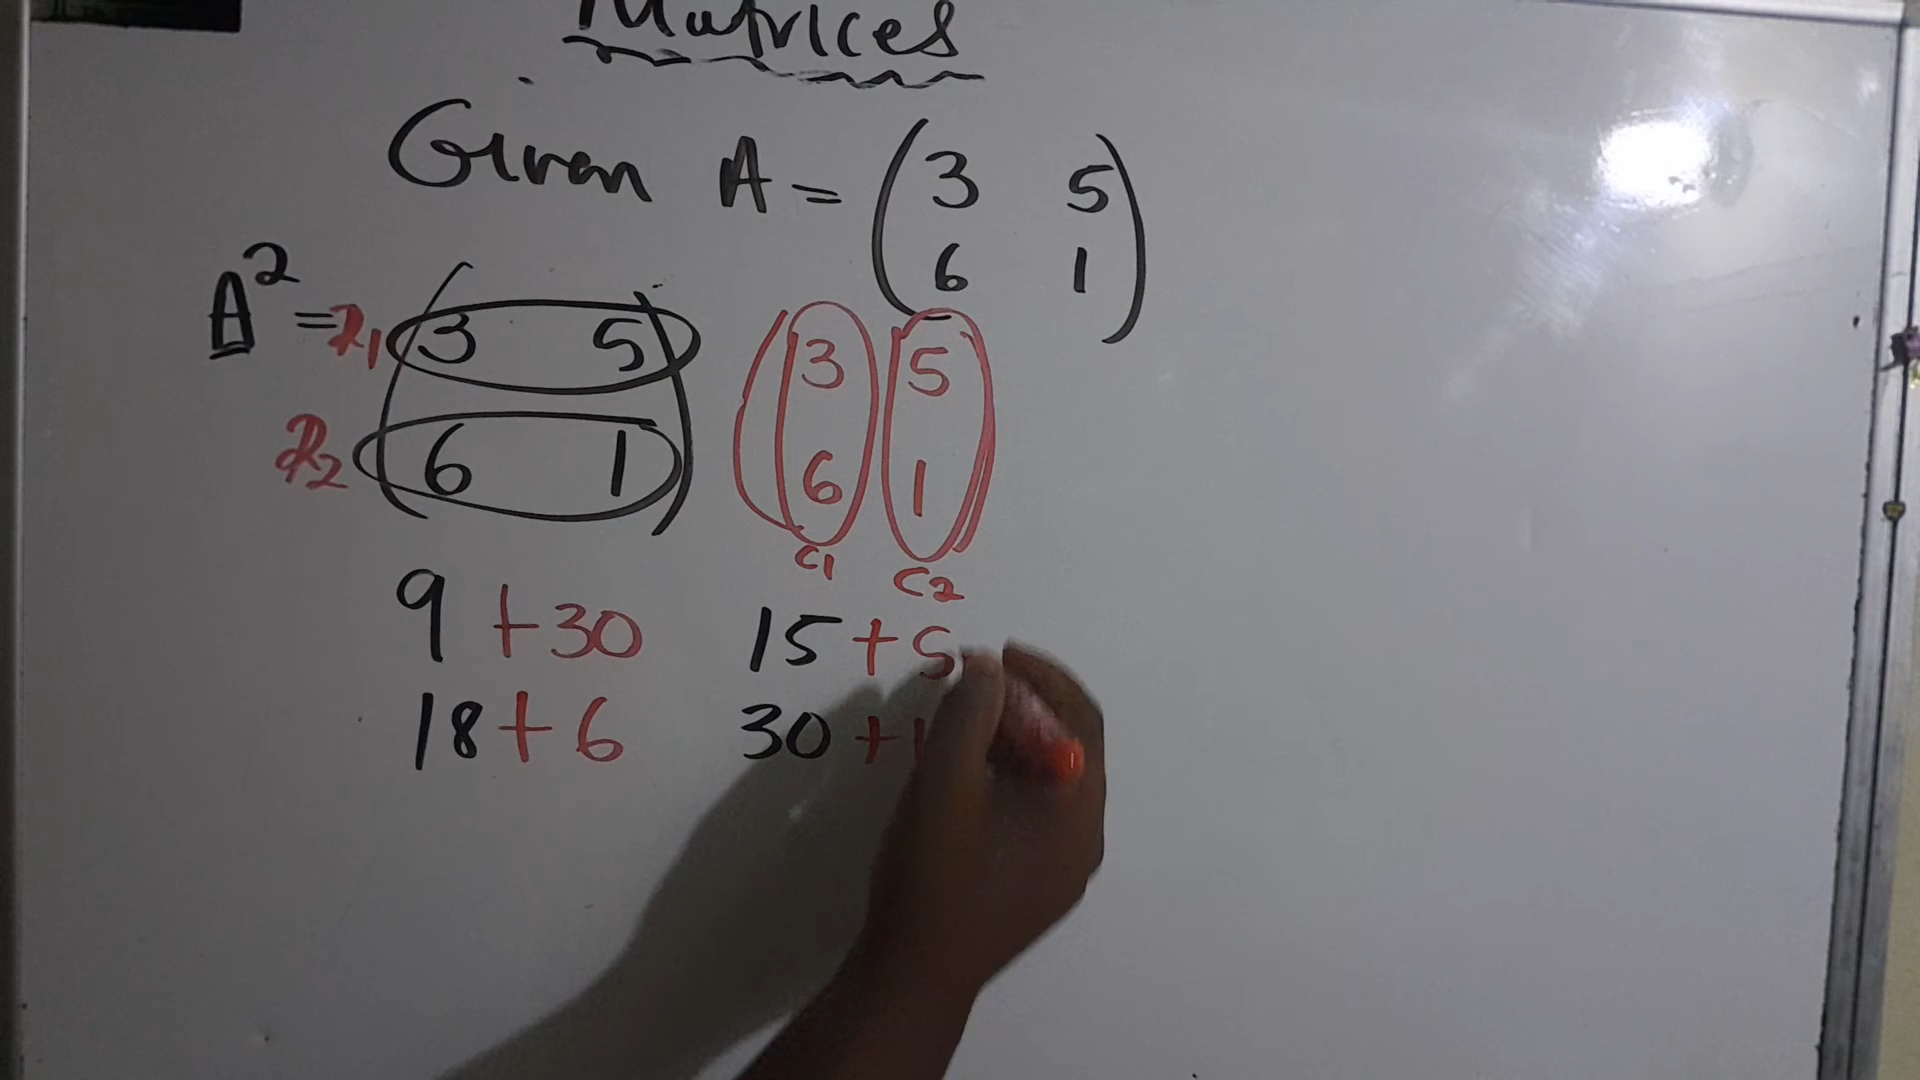 Matrices
Given A = (3 5
6 1)
A² = R1 (3 5
R2 6 1) (3 5
6 1)
C1 C2
9 + 30 15 + 5
18 + 6 30 +